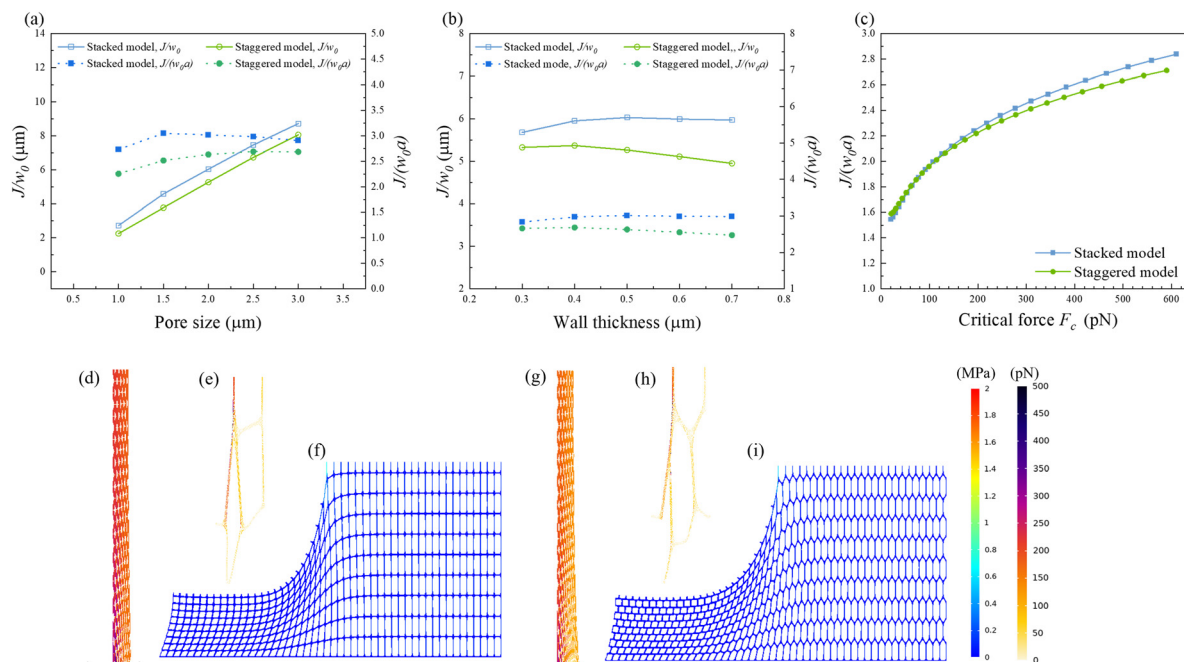 (a)
(b)
(c)
Stacked model, J/w₀
Staggered model, J/w₀
Stacked model, J/(w₀a)
Staggered model, J/(w₀a)
14
12
10
8
6
4
2
0
J/w₀ (μm)
5.0
4.5
4.0
3.5
3.0
2.5
2.0
1.5
1.0
0.5
0.0
J/(w₀a)
0.5 1.0 1.5 2.0 2.5 3.0 3.5
Pore size (μm)
Stacked model, J/w₀
Staggered model,, J/w₀
Stacked mode, J/(w₀a)
Staggered model, J/(w₀a)
8
7
6
5
4
3
2
J/w₀ (μm)
8
7
6
5
4
3
2
1
J/(w₀a)
0.2 0.3 0.4 0.5 0.6 0.7 0.8
Wall thickness (μm)
3.0
2.8
2.6
2.4
2.2
2.0
1.8
1.6
1.4
1.2
1.0
J/(w₀a)
Stacked model
Staggered model
0 100 200 300 400 500 600
Critical force F_c (pN)
(d)
(e)
(f)
(g)
(h)
(i)
(MPa)
2
1.8
1.6
1.4
1.2
1
0.8
0.6
0.4
0.2
0
(pN)
500
450
400
350
300
250
200
150
100
50
0